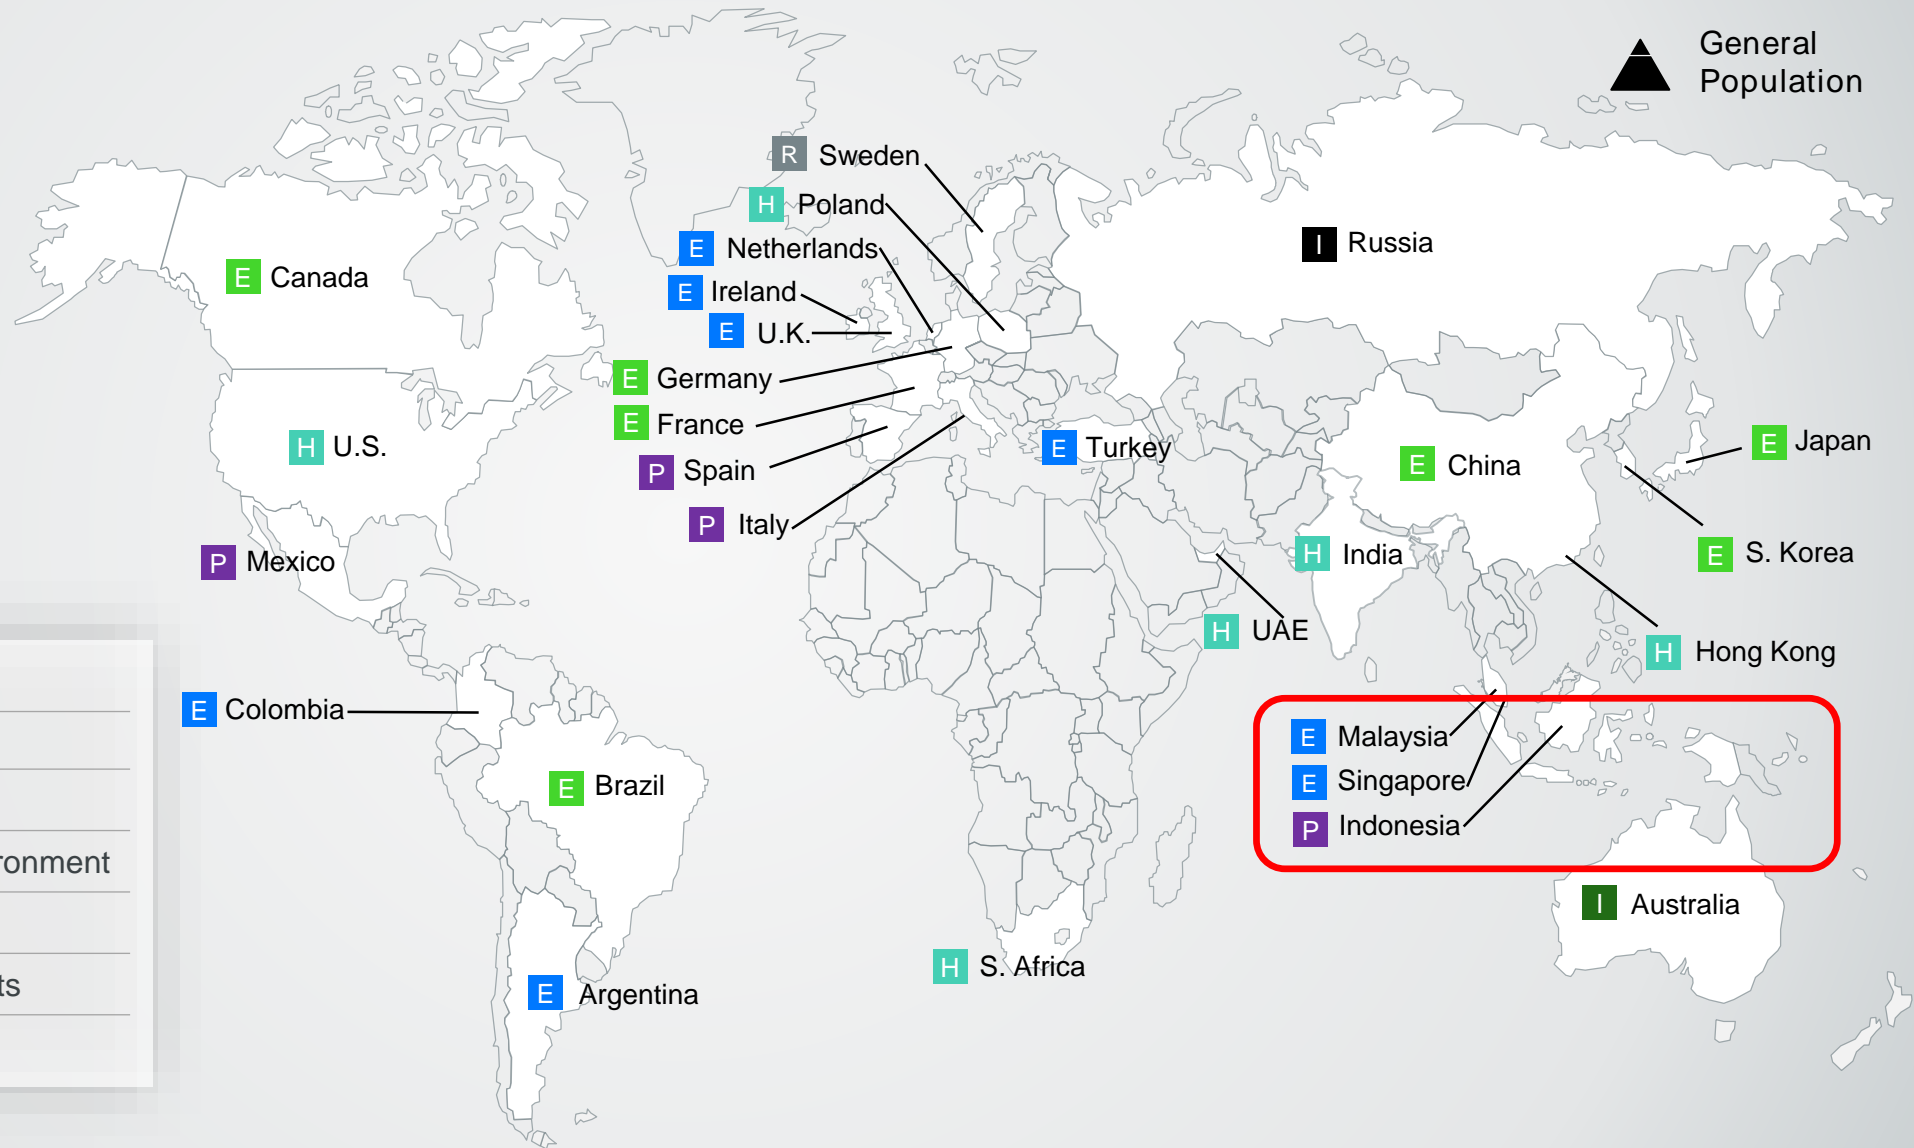 General
Population
R Sweden
H Poland
E Netherlands
E Ireland
E U.K.
E Germany
E France
P Spain
P Italy
E Canada
H U.S.
P Mexico
E Colombia
E Brazil
E Argentina
I Russia
E Turkey
E China
E Japan
E S. Korea
H India
H UAE
H Hong Kong
E Malaysia
E Singapore
P Indonesia
I Australia
H S. Africa
ronment
ts